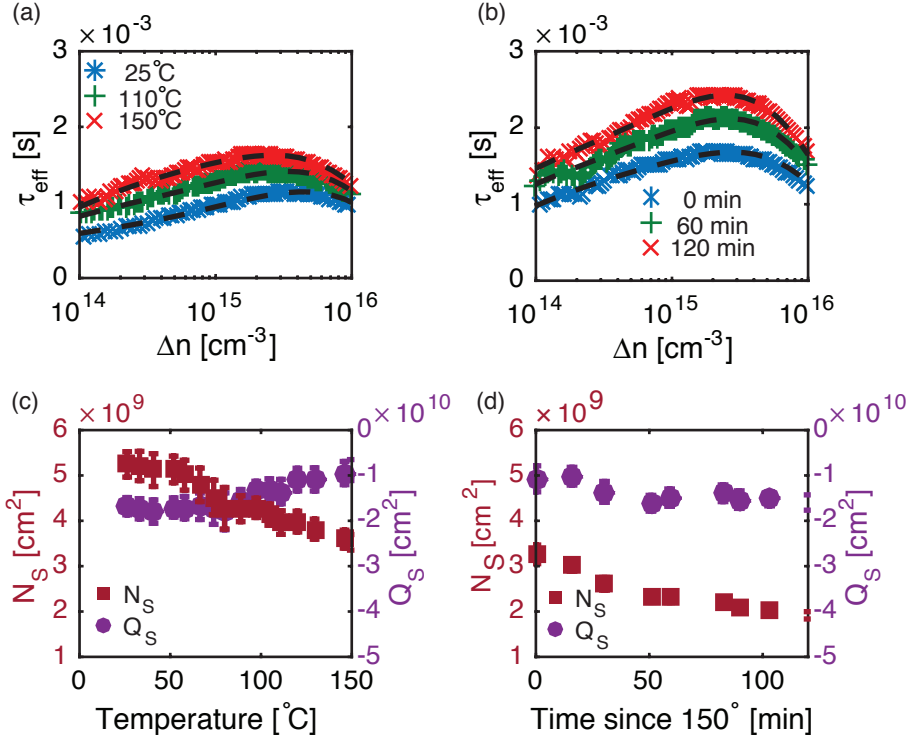 (a)
× 10⁻³
3
2
1
0
τ_eff [s]
25°C
110°C
150°C
10¹⁴
10¹⁵
10¹⁶
Δn [cm⁻³]
(b)
× 10⁻³
3
2
1
0
τ_eff [s]
0 min
60 min
120 min
10¹⁴
10¹⁵
10¹⁶
Δn [cm⁻³]
(c)
× 10⁹
6
5
4
3
2
1
N_S [cm²]
0 × 10¹⁰
-1
-2
-3
-4
-5
Q_S [cm²]
N_S
Q_S
0
50
100
150
Temperature [°C]
(d)
× 10⁹
6
5
4
3
2
1
N_S [cm²]
0 × 10¹⁰
-1
-2
-3
-4
-5
Q_S [cm²]
N_S
Q_S
0
50
100
Time since 150° [min]